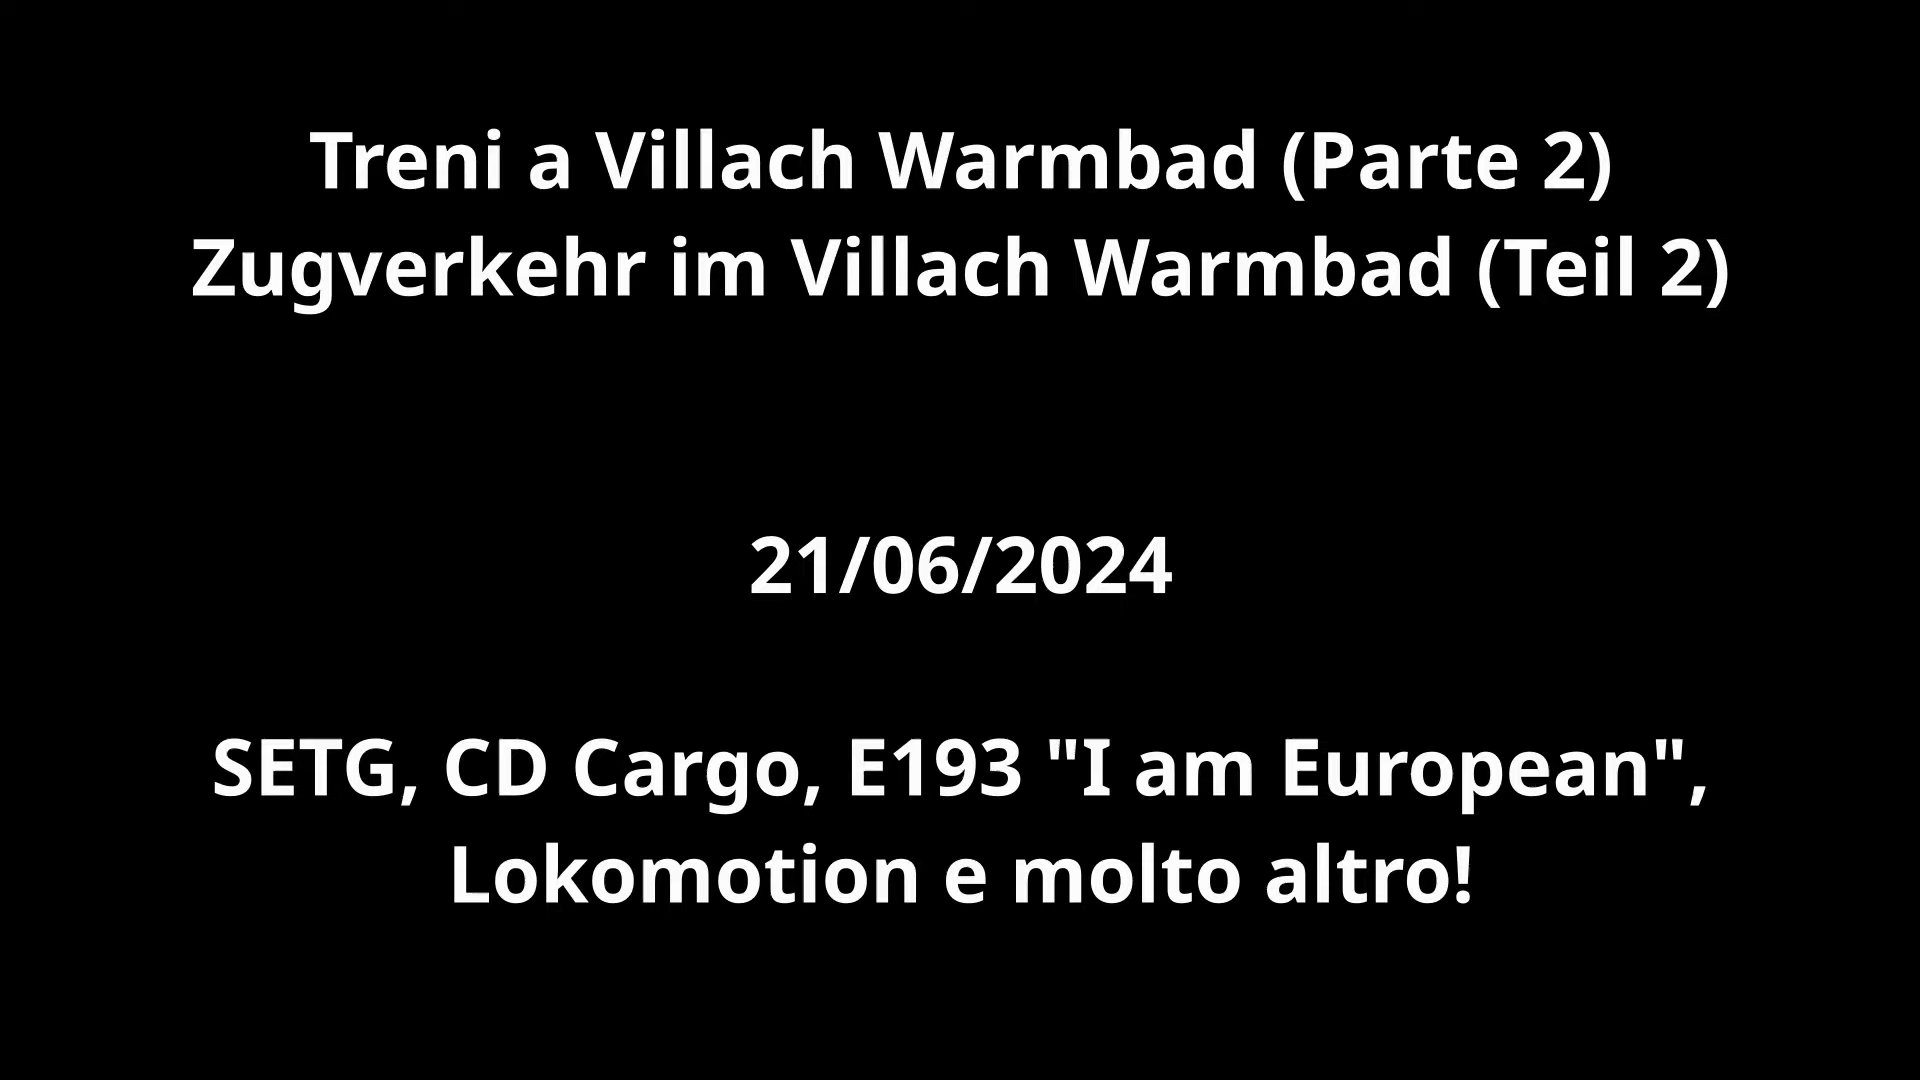 Treni a Villach Warmbad (Parte 2)
Zugverkehr im Villach Warmbad (Teil 2)
21/06/2024
SETG, CD Cargo, E193 "I am European",
Lokomotion e molto altro!